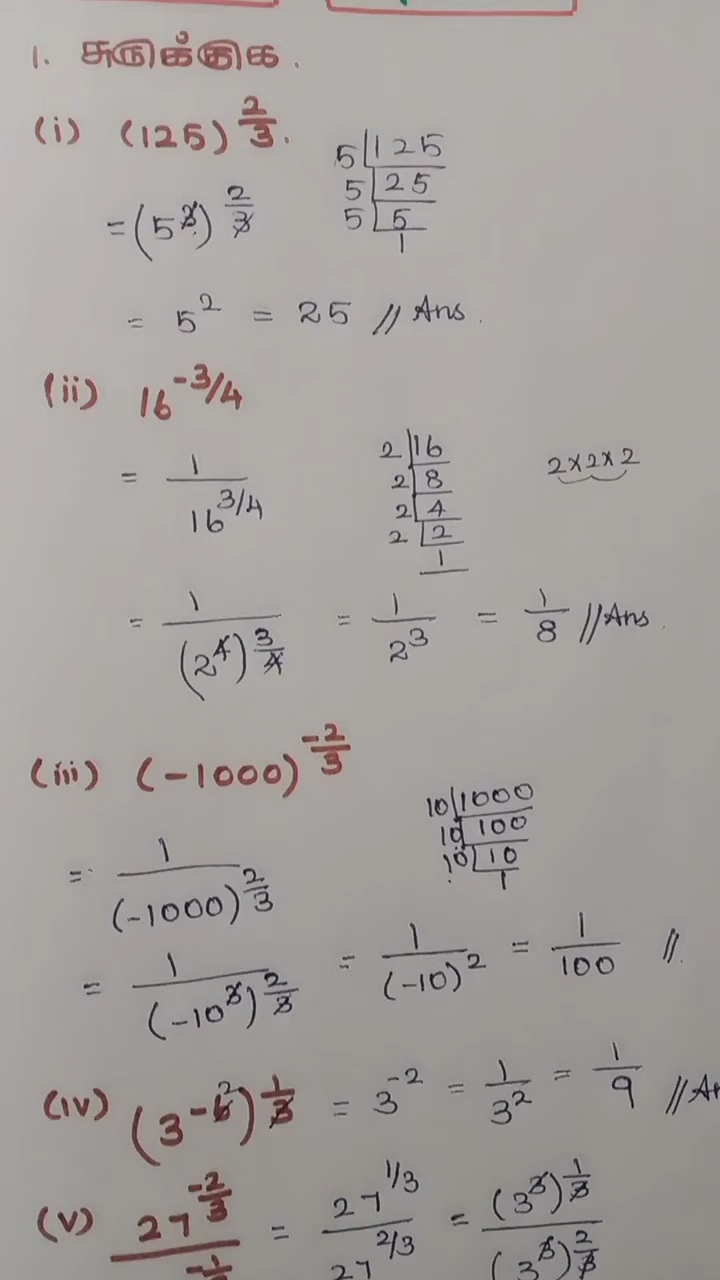 1. சுருக்குக.
(i) (125)^{2/3}.
5|125
5|25
5|5
1
= (5^3)^{2/3}
= 5^2 = 25 // Ans.
(ii) 16^{-3/4}
= 1/16^{3/4}
2|16
2|8
2|4
2|2
1
2×2×2
= 1/(2^4)^{3/4} = 1/2^3 = 1/8 // Ans.
(iii) (-1000)^{-2/3}
10|1000
10|100
10|10
1
= 1/(-1000)^{2/3}
= 1/(-10^3)^{2/3} = 1/(-10)^2 = 1/100 //.
(iv) (3^{-6})^{1/3} = 3^{-2} = 1/3^2 = 1/9 //
(v) 27^{-2/3} = 27^{1/3}/27^{2/3} = (3^3)^{1/3}/(3^3)^{2/3}